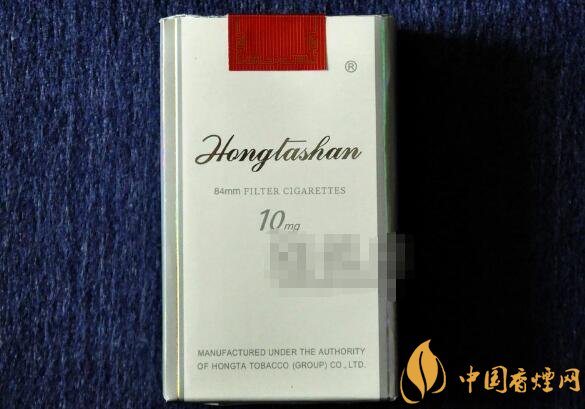 ®
Hongtashan
84mm FILTER CIGARETTES
10mg
MANUFACTURED UNDER THE AUTHORITY
OF HONGTA TOBACCO (GROUP) CO., LTD.
中国香烟网